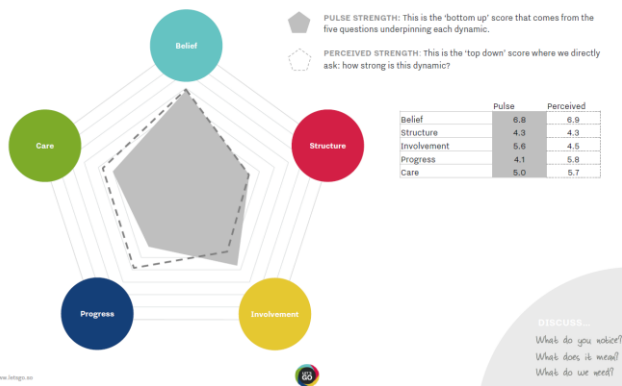 PULSE STRENGTH: This is the 'bottom up' score that comes from the
five questions underpinning each dynamic.
PERCEIVED STRENGTH: This is the 'top down' score where we directly
ask: how strong is this dynamic?
Belief
Care
Structure
Progress
Involvement
Pulse Perceived
Belief 6.8 6.9
Structure 4.3 4.3
Involvement 5.6 4.5
Progress 4.1 5.8
Care 5.0 5.7
DISCUSS...
What do you notice?
What does it mean?
What do we need?
LET'S
GO